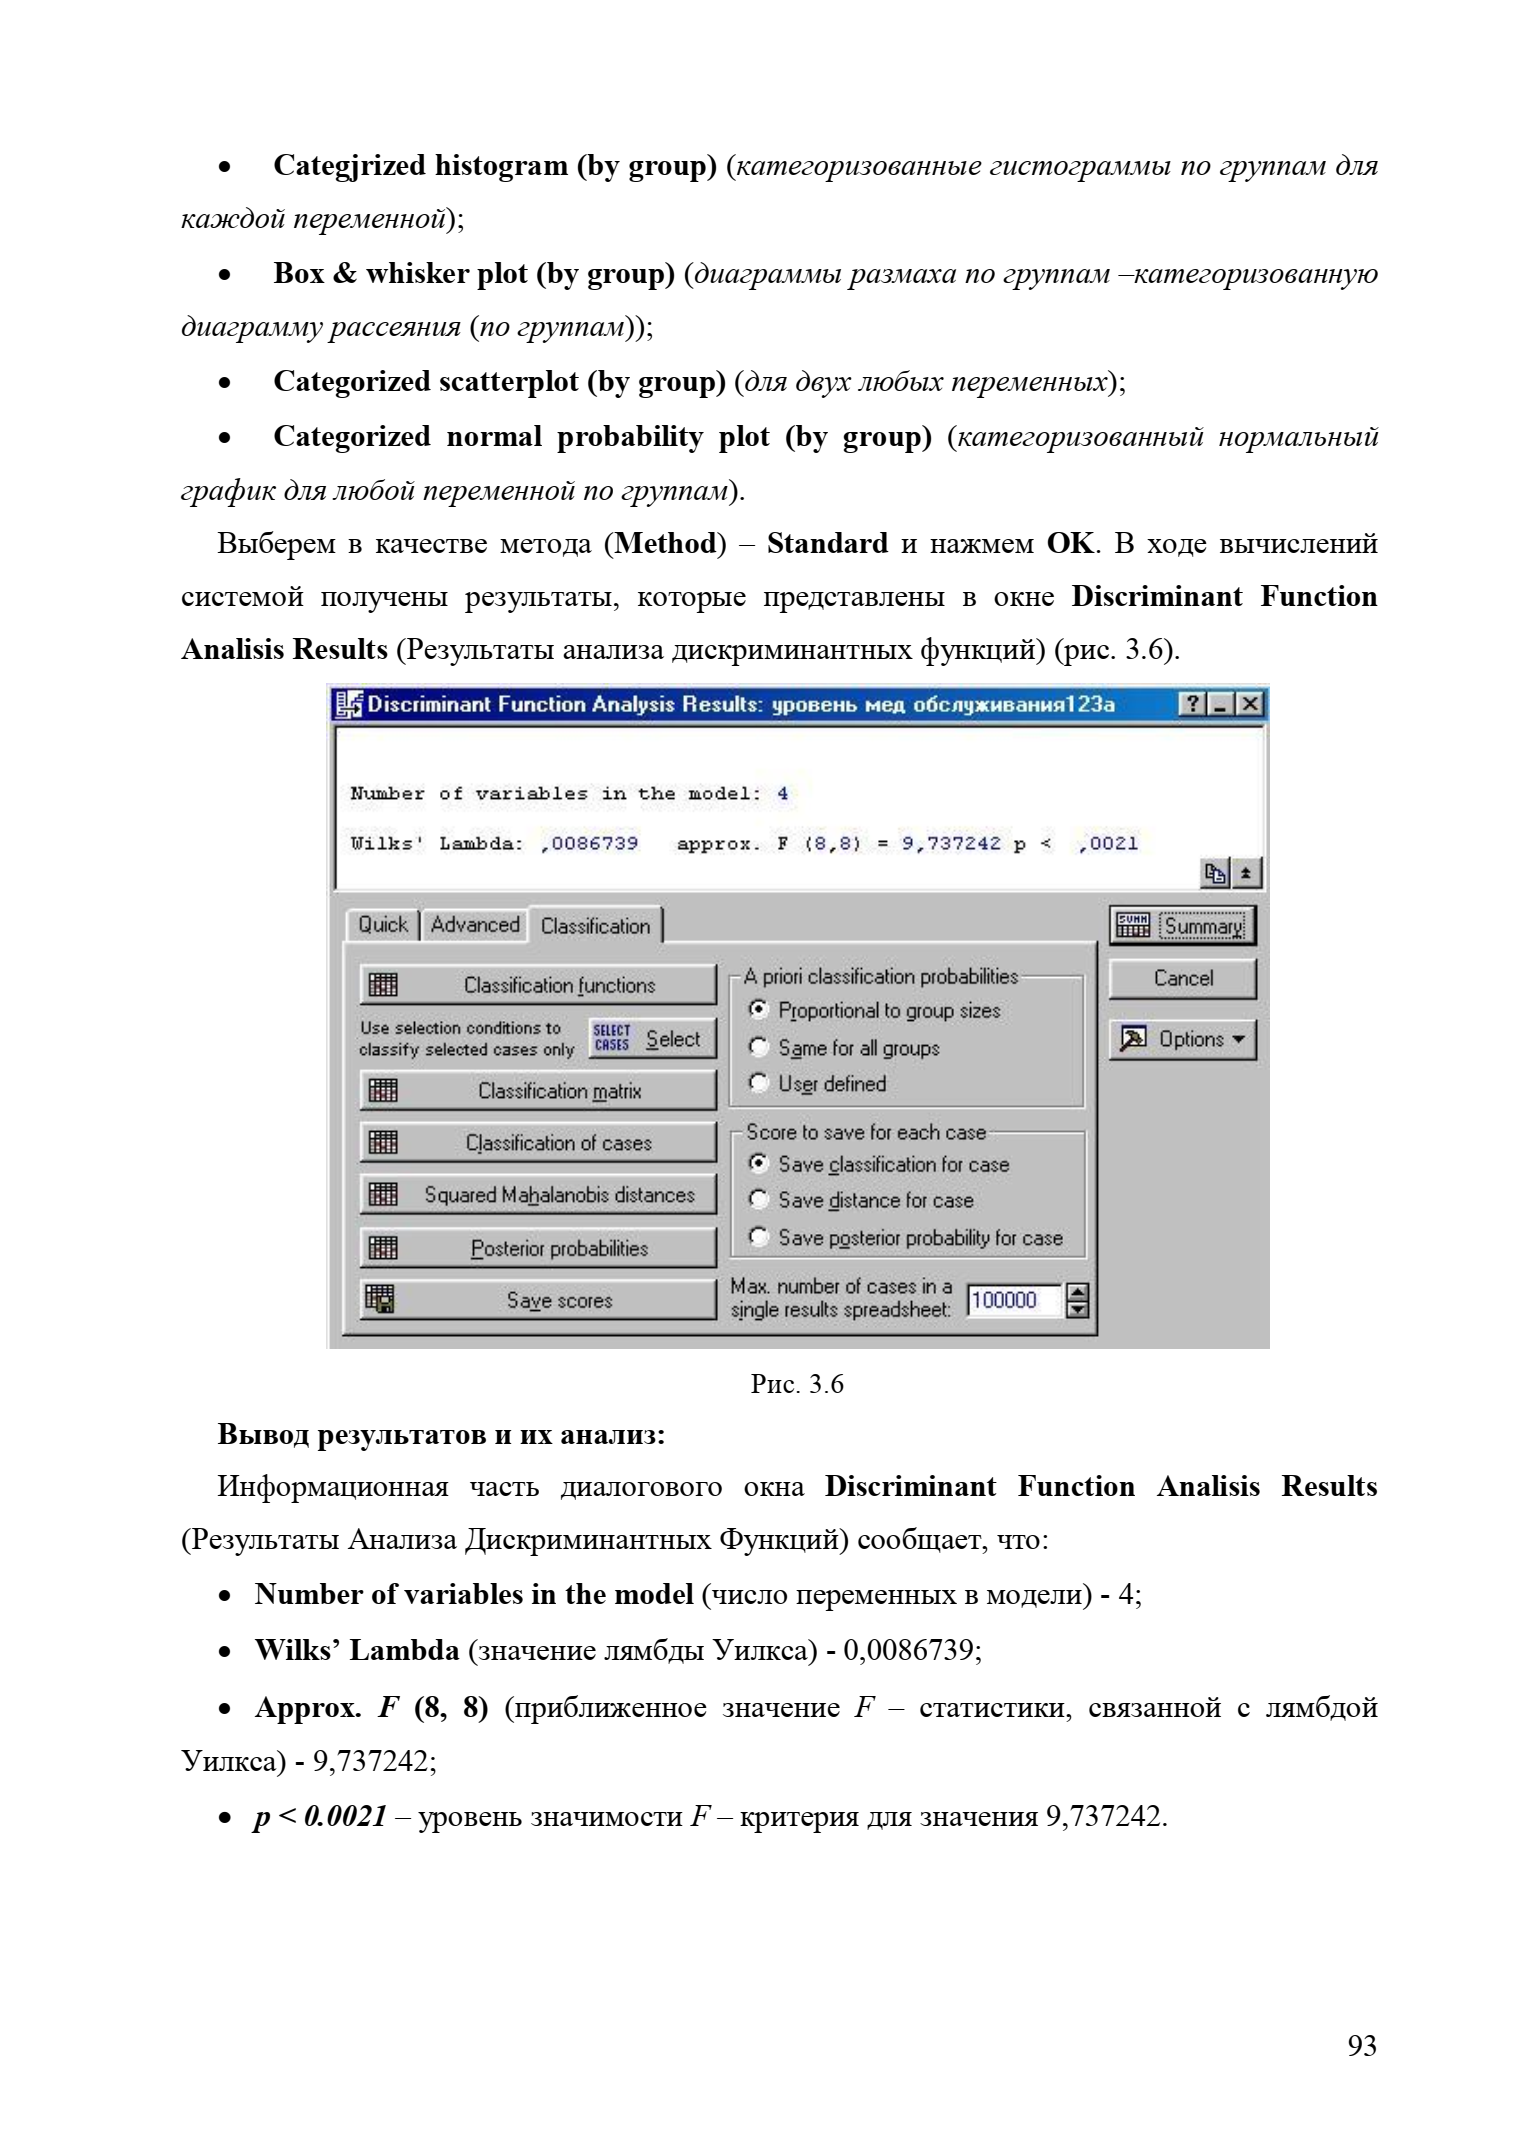 • Categjrized histogram (by group) (категоризованные гистограммы по группам для
каждой переменной);
• Box & whisker plot (by group) (диаграммы размаха по группам –категоризованную
диаграмму рассеяния (по группам));
• Categorized scatterplot (by group) (для двух любых переменных);
• Categorized normal probability plot (by group) (категоризованный нормальный
график для любой переменной по группам).
Выберем в качестве метода (Method) – Standard и нажмем OK. В ходе вычислений
системой получены результаты, которые представлены в окне Discriminant Function
Analisis Results (Результаты анализа дискриминантных функций) (рис. 3.6).
Discriminant Function Analysis Results: уровень мед обслуживания123a
Number of variables in the model: 4
Wilks' Lambda: ,0086739 approx. F (8,8) = 9,737242 p < ,0021
Quick Advanced Classification
Summary
Cancel
Options
Classification functions
Use selection conditions to
classify selected cases only
SELECT
CASES
Select
Classification matrix
Classification of cases
Squared Mahalanobis distances
Posterior probabilities
Save scores
A priori classification probabilities
Proportional to group sizes
Same for all groups
User defined
Score to save for each case
Save classification for case
Save distance for case
Save posterior probability for case
Max. number of cases in a
single results spreadsheet: 100000
Рис. 3.6
Вывод результатов и их анализ:
Информационная часть диалогового окна Discriminant Function Analisis Results
(Результаты Анализа Дискриминантных Функций) сообщает, что:
• Number of variables in the model (число переменных в модели) - 4;
• Wilks’ Lambda (значение лямбды Уилкса) - 0,0086739;
• Approx. F (8, 8) (приближенное значение F – статистики, связанной с лямбдой
Уилкса) - 9,737242;
• p < 0.0021 – уровень значимости F – критерия для значения 9,737242.
93